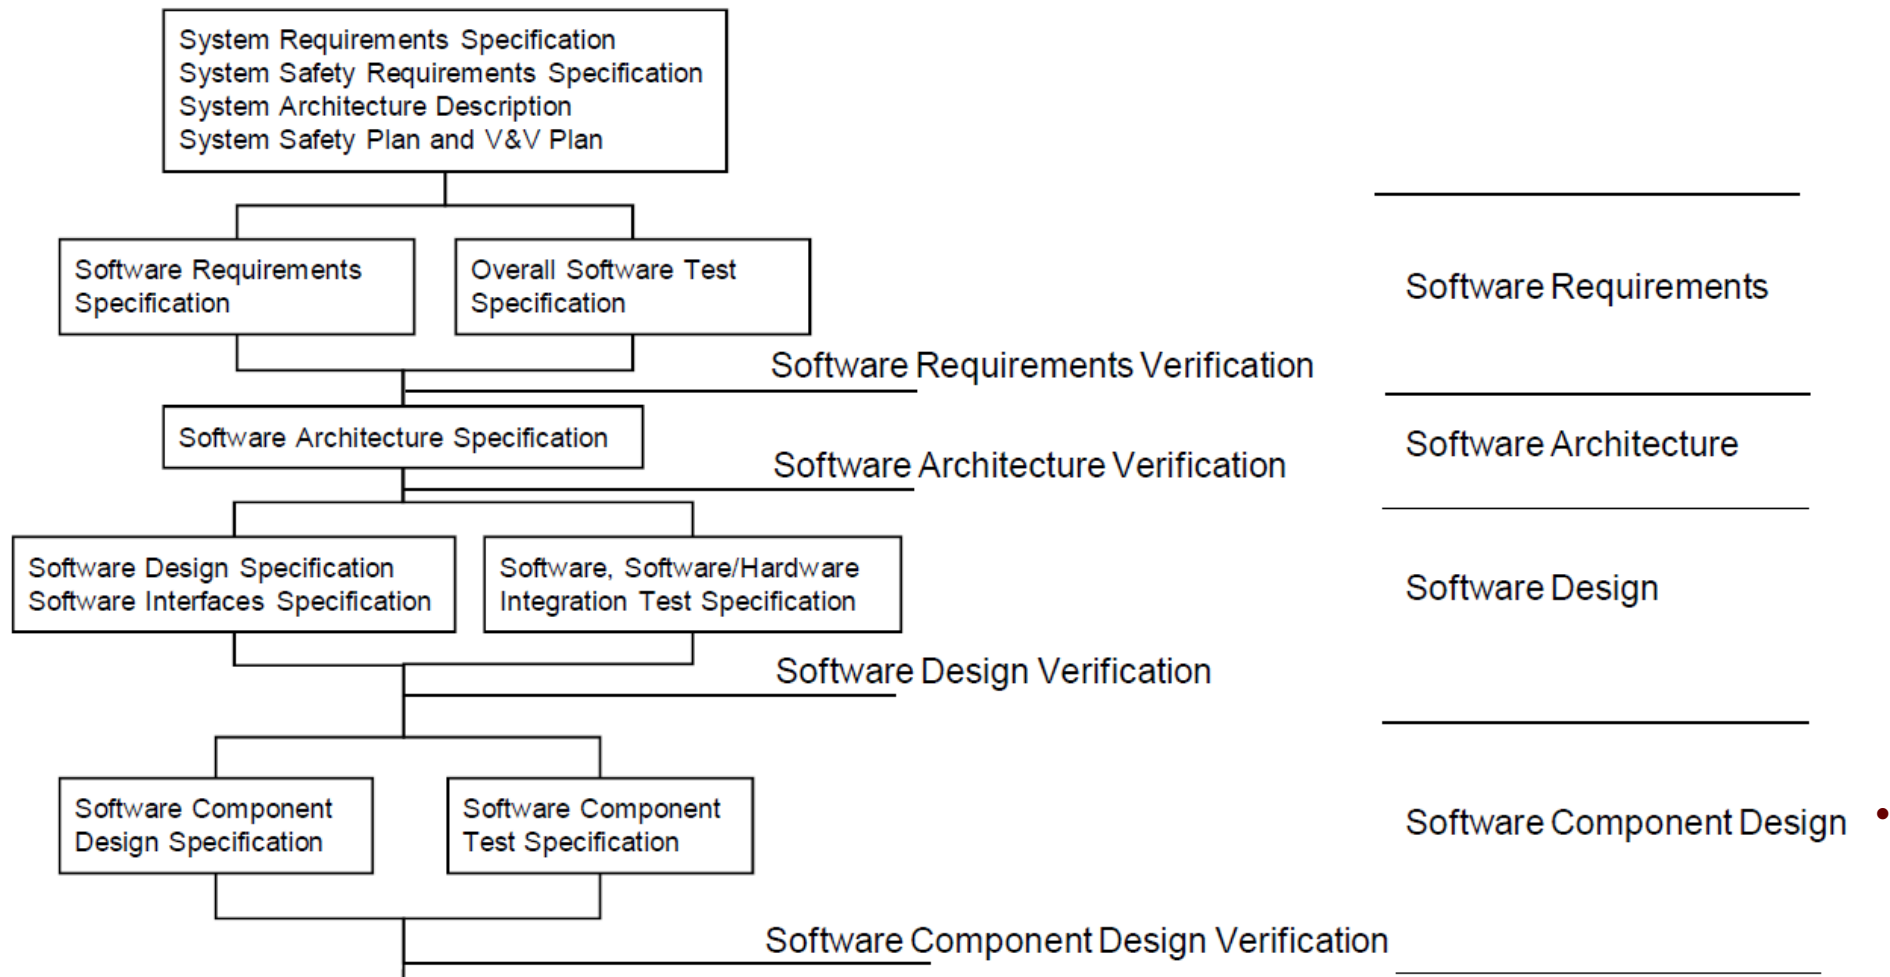 System Requirements Specification
System Safety Requirements Specification
System Architecture Description
System Safety Plan and V&V Plan
Software Requirements
Specification
Overall Software Test
Specification
Software Requirements
Software Requirements Verification
Software Architecture Specification
Software Architecture
Software Architecture Verification
Software Design Specification
Software Interfaces Specification
Software, Software/Hardware
Integration Test Specification
Software Design
Software Design Verification
Software Component
Design Specification
Software Component
Test Specification
Software Component Design
Software Component Design Verification